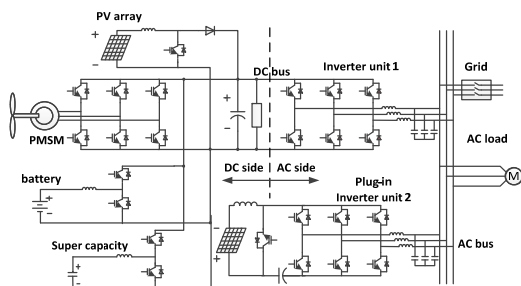 PV array
DC bus
Inverter unit 1
Grid
PMSM
AC load
DC side
AC side
battery
Plug-in
Inverter unit 2
M
Super capacity
AC bus